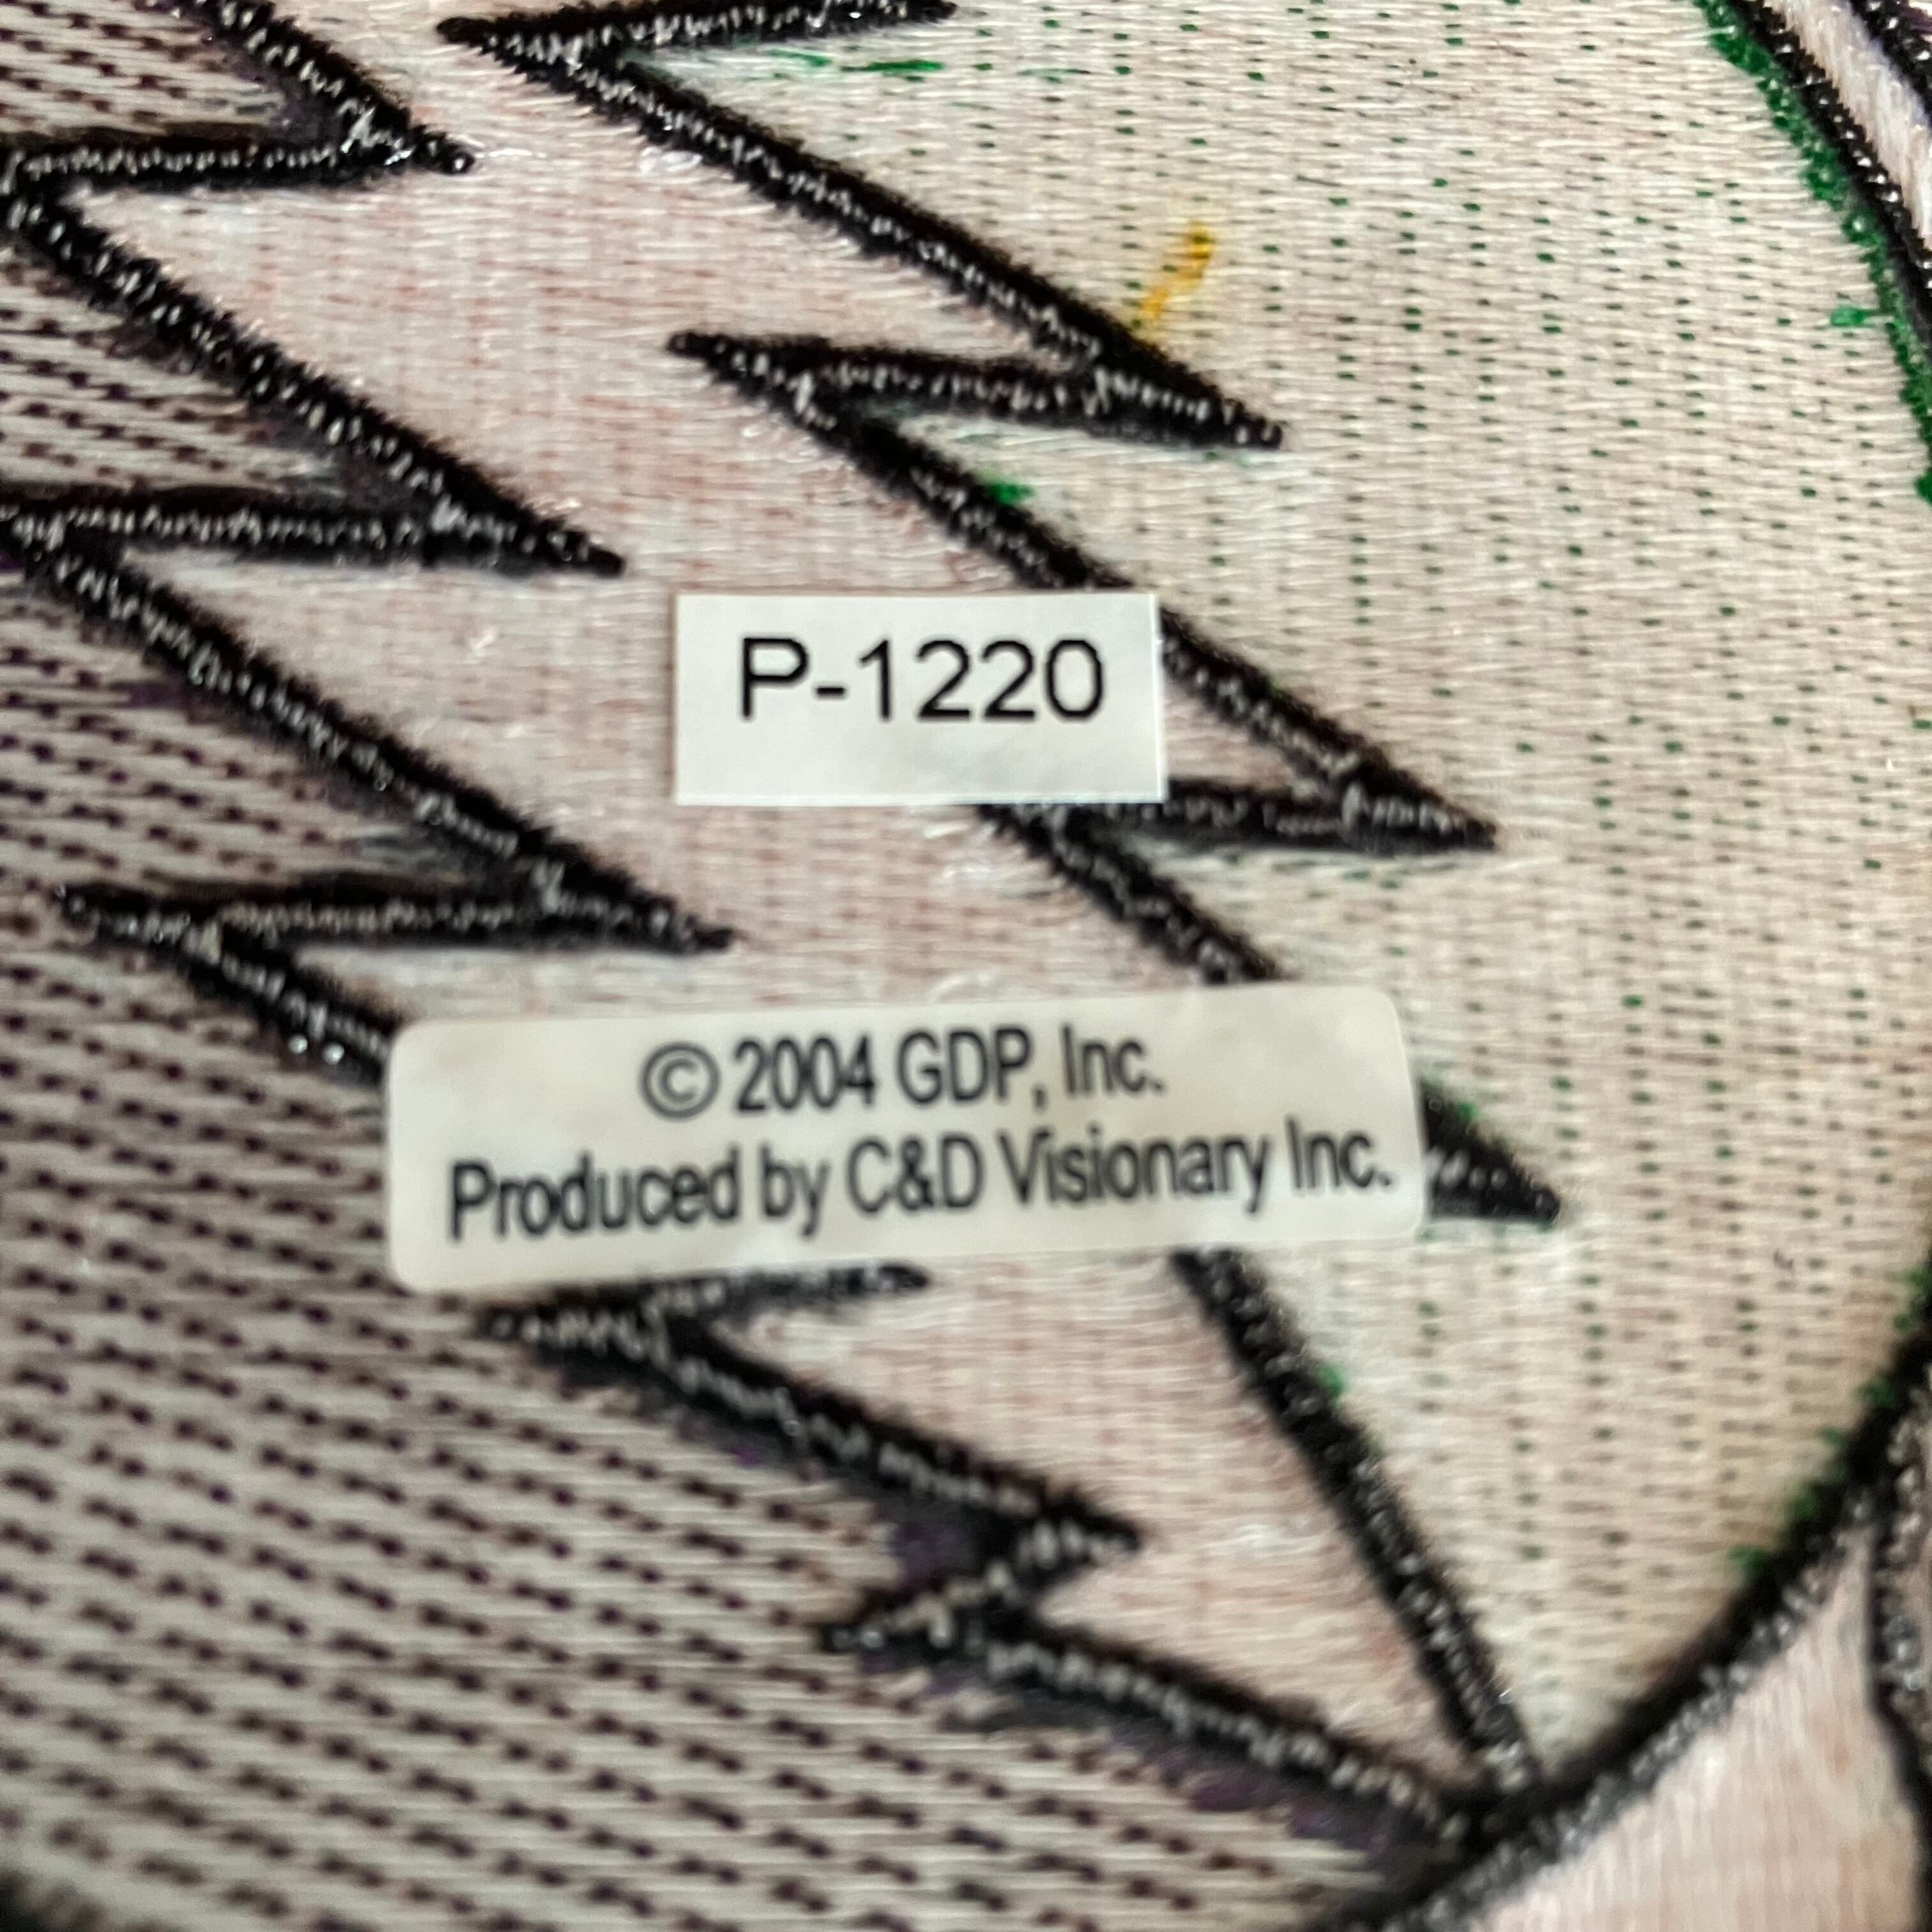 P-1220
© 2004 GDP, Inc.
Produced by C&D Visionary Inc.